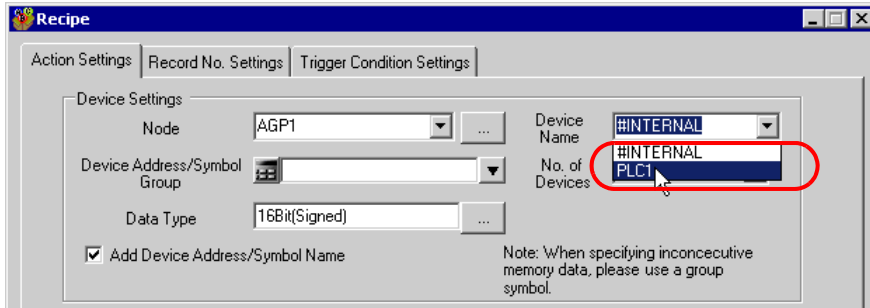 Recipe
Action Settings Record No. Settings Trigger Condition Settings
Device Settings
Node AGP1 ... Device Name #INTERNAL
#INTERNAL
PLC1
Device Address/Symbol Group No. of Devices
Data Type 16Bit(Signed) ...
Add Device Address/Symbol Name
Note: When specifying inconcecutive
memory data, please use a group
symbol.